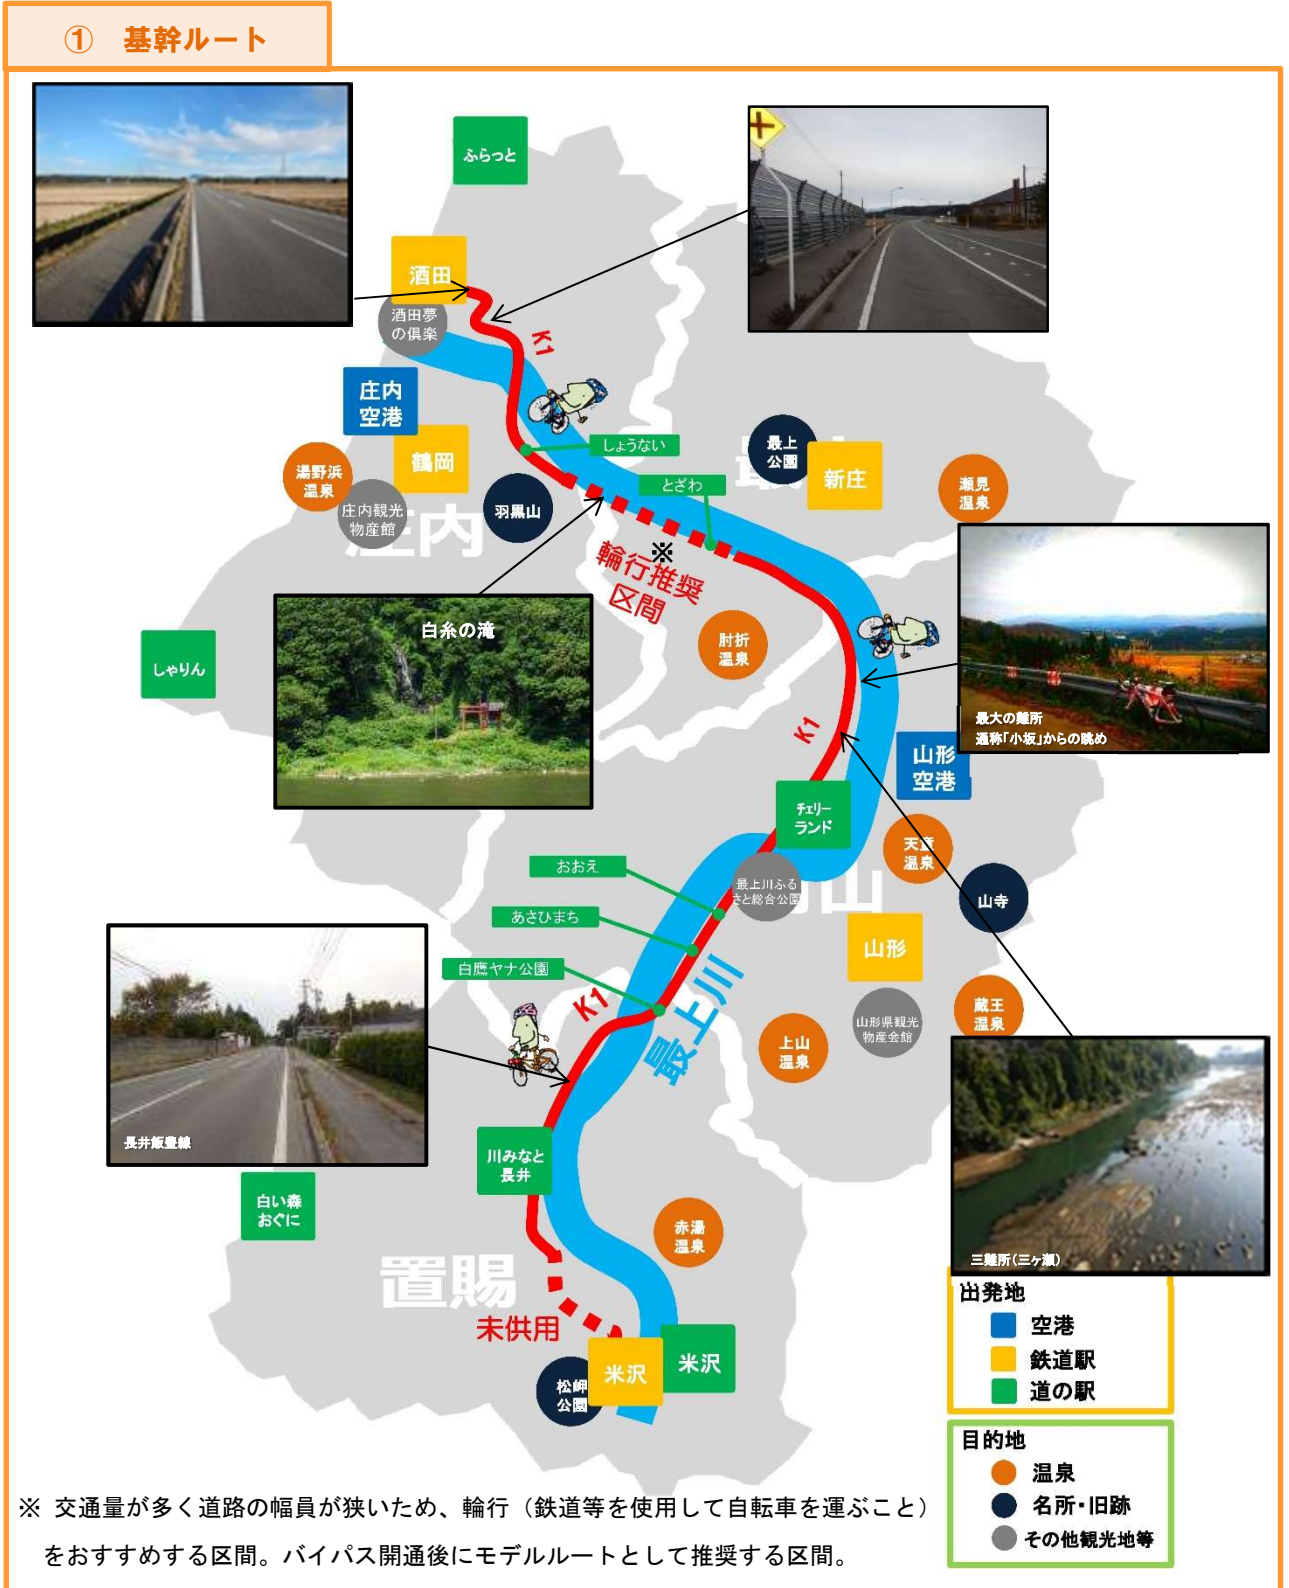 ① 基幹ルート
ふらっと
酒田
酒田夢
の倶楽
K1
庄内
空港
鶴岡
湯野浜
温泉
庄内観光
物産館
羽黒山
庄内
しょうない
とざわ
最上
公園
新庄
瀬見
温泉
※
輪行推奨
区間
白糸の滝
肘折
温泉
しゃりん
最大の難所
通称「小坂」からの眺め
K1
山形
空港
チェリー
ランド
天童
温泉
最上川ふる
さと総合公園
山寺
おおえ
あさひまち
白鷹ヤナ公園
山形
K1
最上川
蔵王
温泉
山形県観光
物産会館
上山
温泉
長井飯豊線
川みなと
長井
白い森
おぐに
赤湯
温泉
三難所(三ヶ瀬)
置賜
未供用
米沢
米沢
松岬
公園
出発地
空港
鉄道駅
道の駅
目的地
温泉
名所・旧跡
その他観光地等
※ 交通量が多く道路の幅員が狭いため、輪行（鉄道等を使用して自転車を運ぶこと）
をおすすめする区間。バイパス開通後にモデルルートとして推奨する区間。